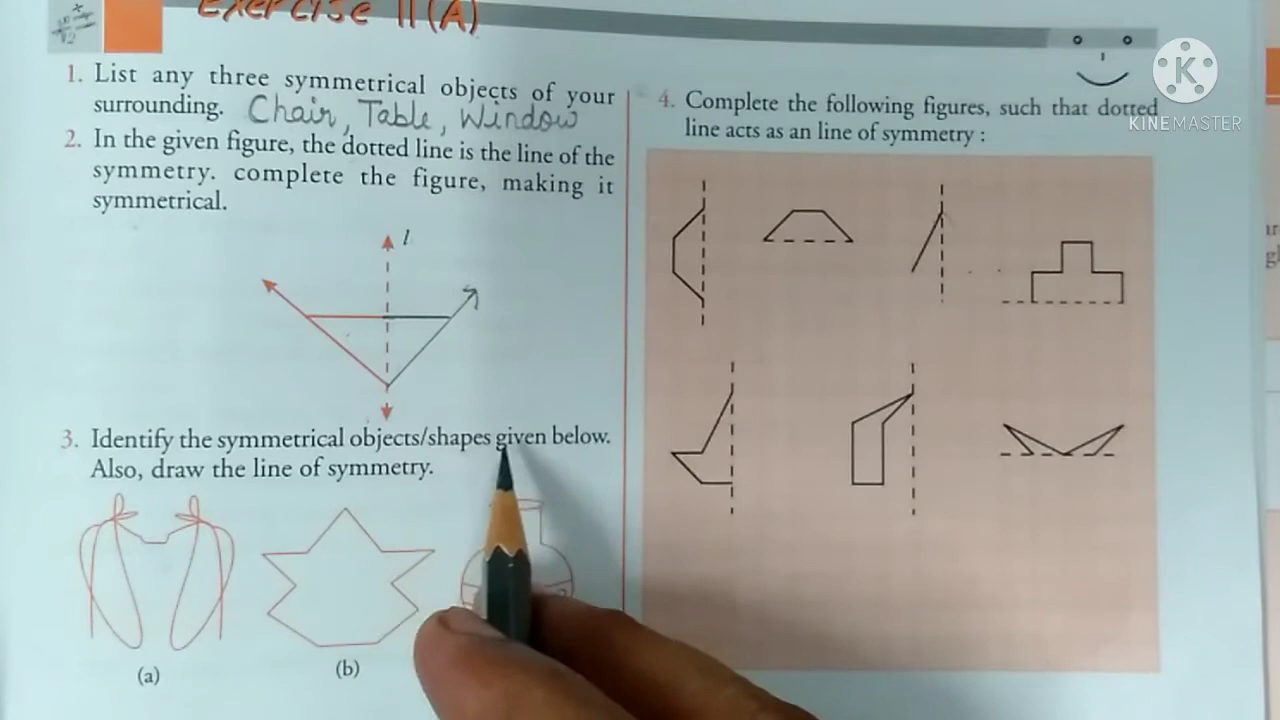 Exercise 11(A)
1. List any three symmetrical objects of your
surrounding. Chair, Table, Window
2. In the given figure, the dotted line is the line of the
symmetry. complete the figure, making it
symmetrical.
l
3. Identify the symmetrical objects/shapes given below.
Also, draw the line of symmetry.
(a)
(b)
4. Complete the following figures, such that dotted
line acts as an line of symmetry :
K
KINEMASTER